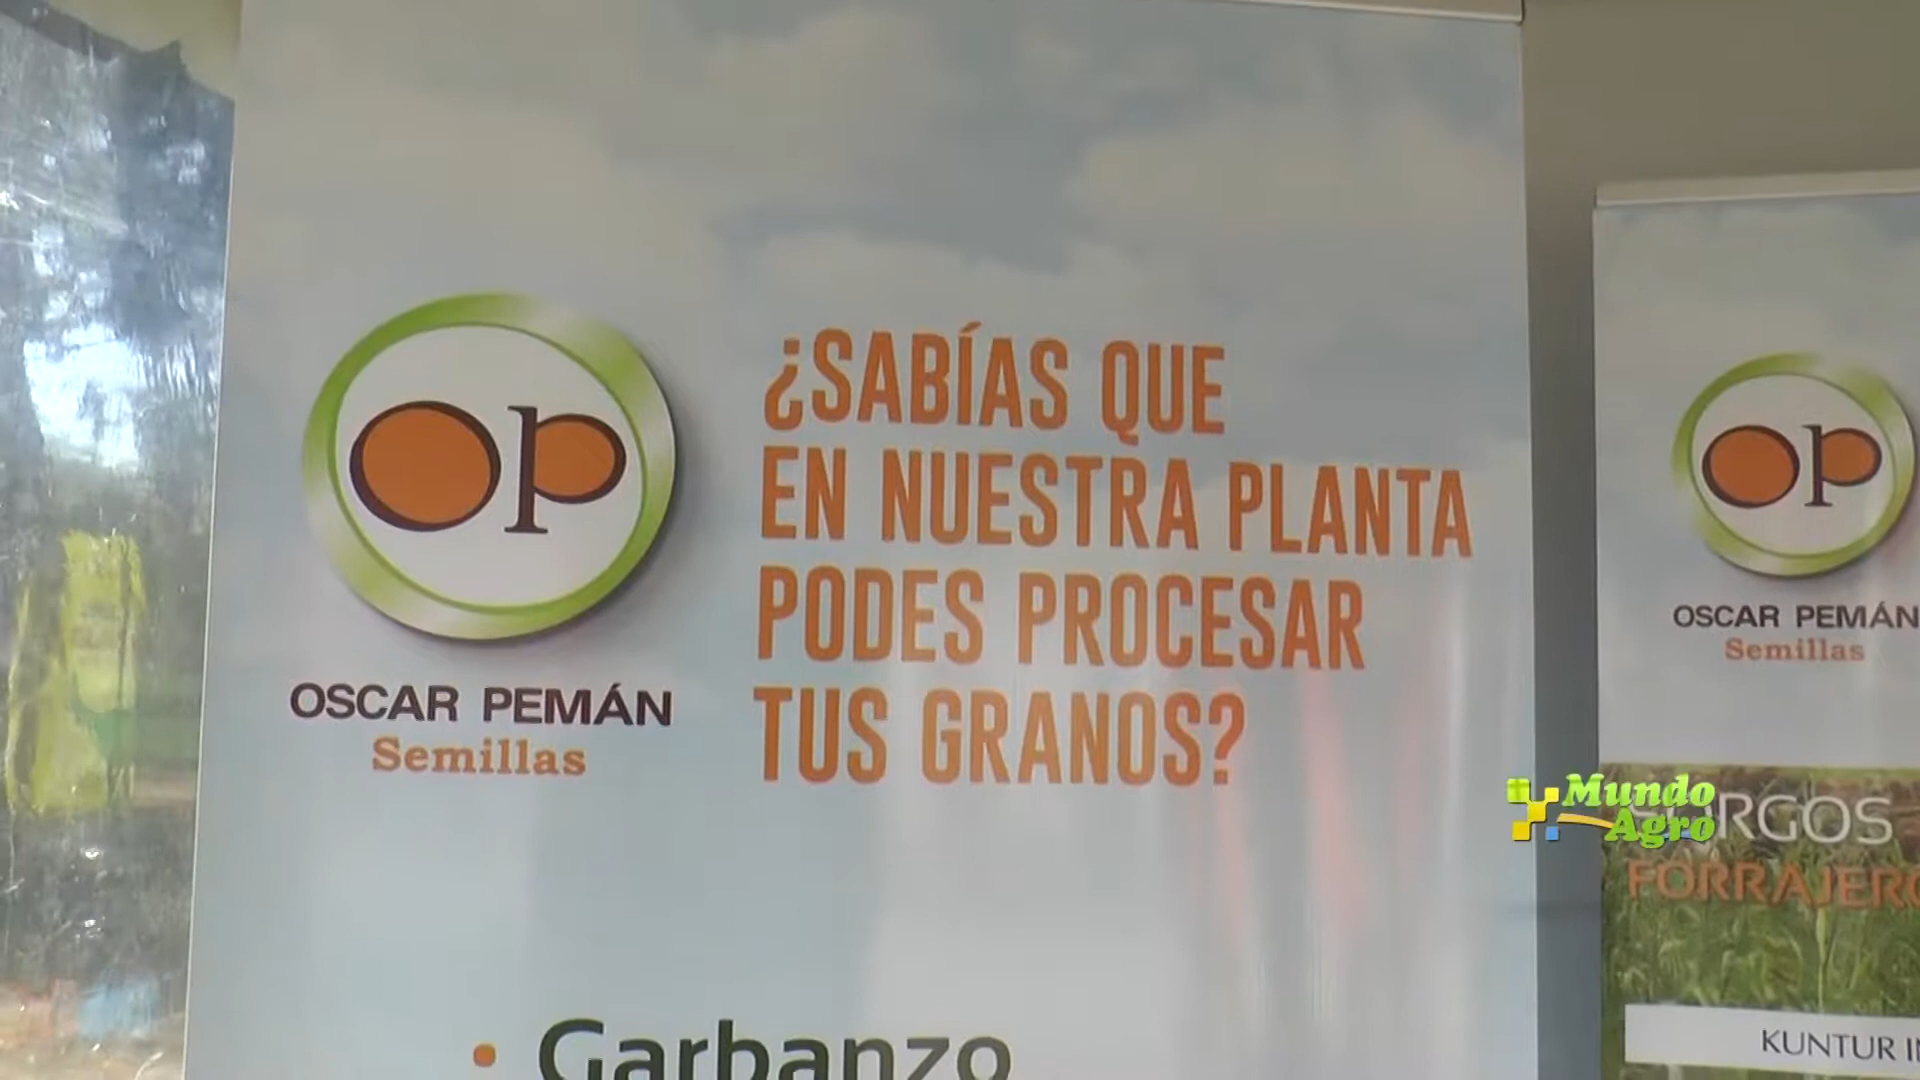 op
OSCAR PEMÁN
Semillas
¿SABÍAS QUE
EN NUESTRA PLANTA
PODES PROCESAR
TUS GRANOS?
• Garbanzo
op
OSCAR PEMÁN
Semillas
FORRAJERO
KUNTUR
Mundo
Agro